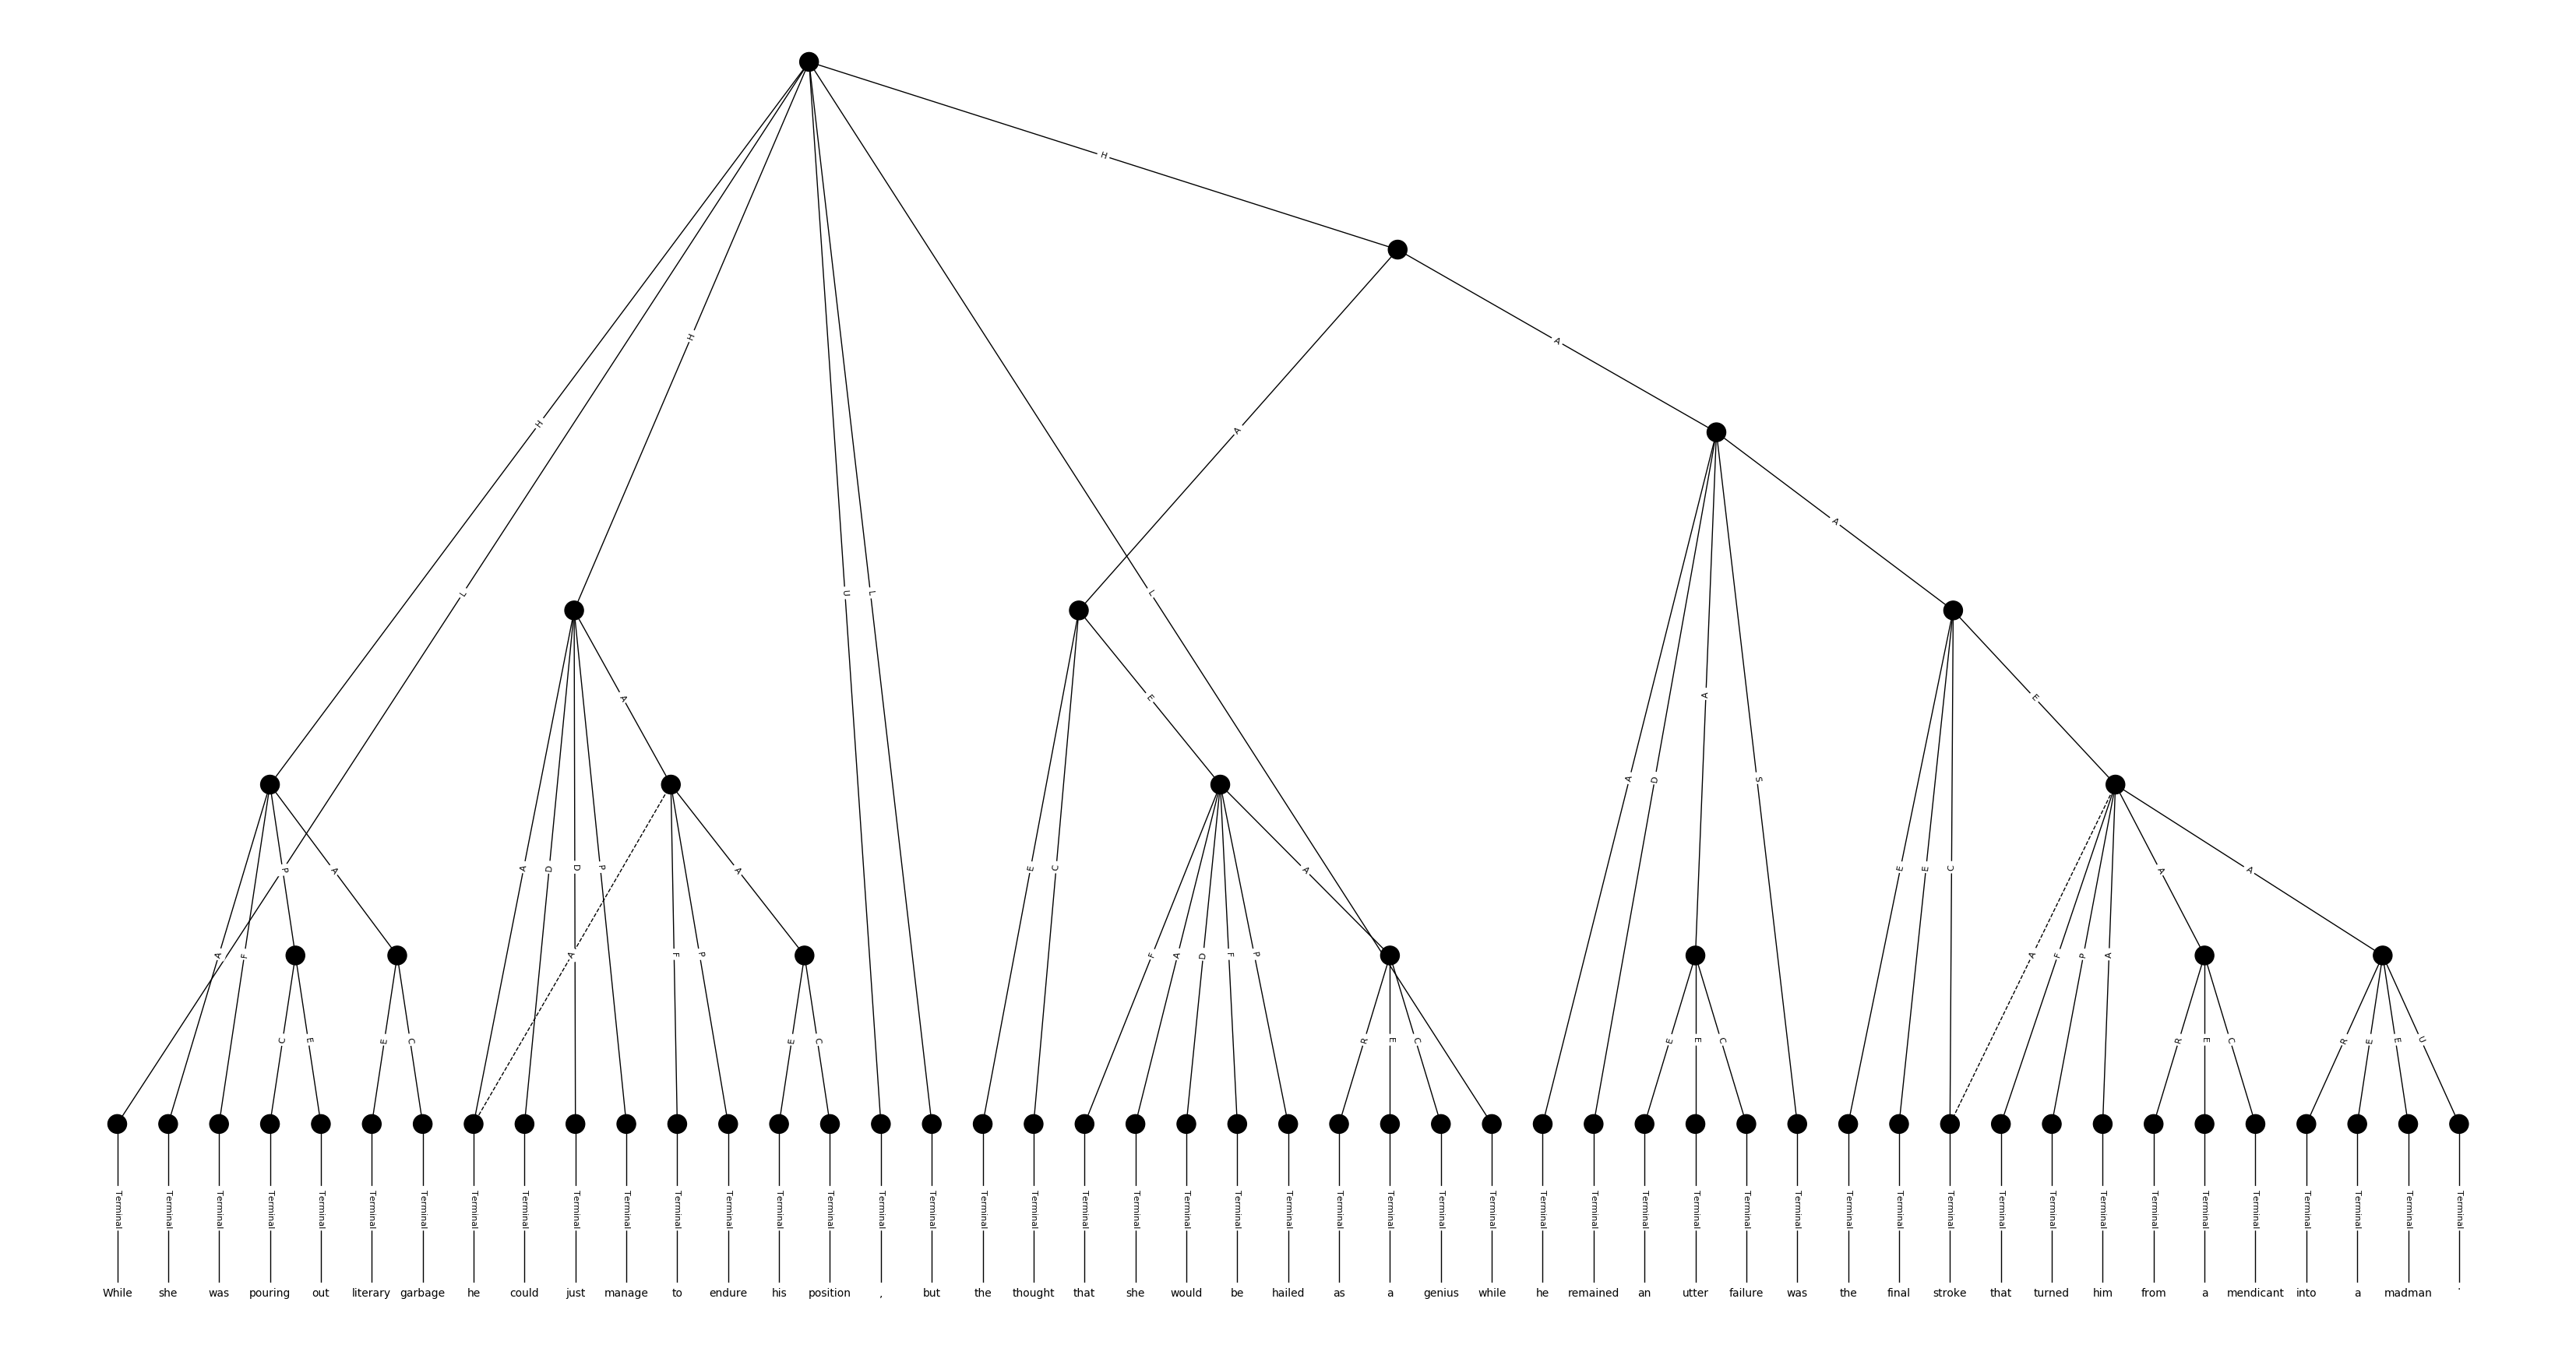 H
A
H
A
H
A
L
U
L
L
A
A
E
A
D
S
E
A
D
D
P
A
E
C
E
E
C
P
A
A
A
A
F
A
F
P
F
A
D
F
P
A
F
P
A
C
E
E
C
E
C
R
E
C
E
E
C
R
E
C
R
E
E
U
Terminal Terminal Terminal Terminal Terminal Terminal Terminal Terminal Terminal Terminal Terminal Terminal Terminal Terminal Terminal Terminal Terminal Terminal Terminal Terminal Terminal Terminal Terminal Terminal Terminal Terminal Terminal Terminal Terminal Terminal Terminal Terminal Terminal Terminal Terminal Terminal Terminal Terminal Terminal Terminal Terminal Terminal Terminal Terminal Terminal Terminal Terminal
While she was pouring out literary garbage he could just manage to endure his position , but the thought that she would be hailed as a genius while he remained an utter failure was the final stroke that turned him from a mendicant into a madman .